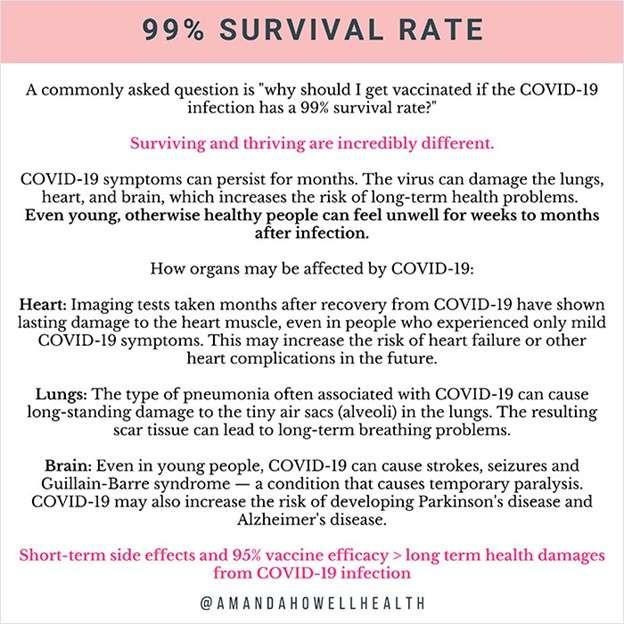 99% SURVIVAL RATE
A commonly asked question is "why should I get vaccinated if the COVID-19
infection has a 99% survival rate?"
Surviving and thriving are incredibly different.
COVID-19 symptoms can persist for months. The virus can damage the lungs,
heart, and brain, which increases the risk of long-term health problems.
Even young, otherwise healthy people can feel unwell for weeks to months
after infection.
How organs may be affected by COVID-19:
Heart: Imaging tests taken months after recovery from COVID-19 have shown
lasting damage to the heart muscle, even in people who experienced only mild
COVID-19 symptoms. This may increase the risk of heart failure or other
heart complications in the future.
Lungs: The type of pneumonia often associated with COVID-19 can cause
long-standing damage to the tiny air sacs (alveoli) in the lungs. The resulting
scar tissue can lead to long-term breathing problems.
Brain: Even in young people, COVID-19 can cause strokes, seizures and
Guillain-Barre syndrome — a condition that causes temporary paralysis.
COVID-19 may also increase the risk of developing Parkinson's disease and
Alzheimer's disease.
Short-term side effects and 95% vaccine efficacy > long term health damages
from COVID-19 infection
@AMANDAHOWELLHEALTH